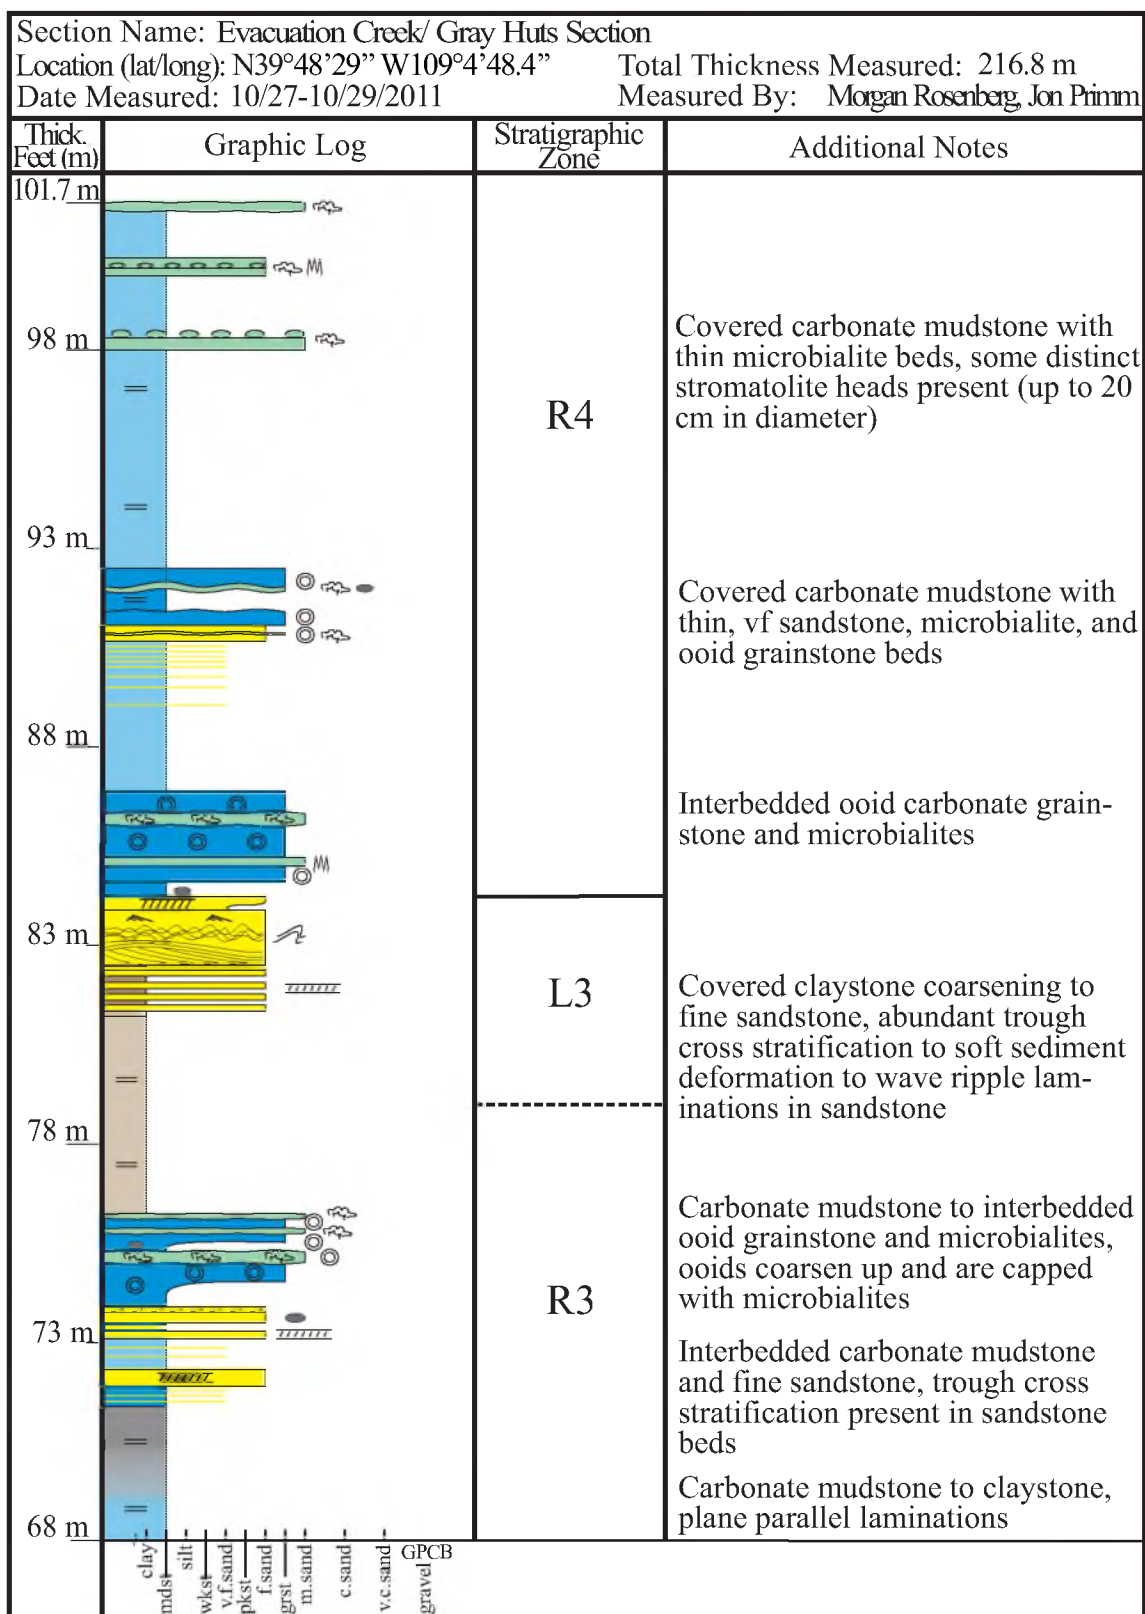 Section Name: Evacuation Creek/ Gray Huts Section
Location (lat/long): N39°48’29” W109°4’48.4”
Total Thickness Measured: 216.8 m
Date Measured: 10/27-10/29/2011
Measured By: Morgan Rosenberg, Jon Primm
Thick.
Feet (m)
Graphic Log
Stratigraphic
Zone
Additional Notes
101.7 m
98 m
93 m
88 m
83 m
78 m
73 m
68 m
R4
L3
R3
Covered carbonate mudstone with
thin microbialite beds, some distinct
stromatolite heads present (up to 20
cm in diameter)
Covered carbonate mudstone with
thin, vf sandstone, microbialite, and
ooid grainstone beds
Interbedded ooid carbonate grain-
stone and microbialites
Covered claystone coarsening to
fine sandstone, abundant trough
cross stratification to soft sediment
deformation to wave ripple lam-
inations in sandstone
Carbonate mudstone to interbedded
ooid grainstone and microbialites,
ooids coarsen up and are capped
with microbialites
Interbedded carbonate mudstone
and fine sandstone, trough cross
stratification present in sandstone
beds
Carbonate mudstone to claystone,
plane parallel laminations
clay
mdst
silt
wkst
v.f.sand
pkst
f.sand
grst
m.sand
c.sand
v.c.sand
GPCB
gravel